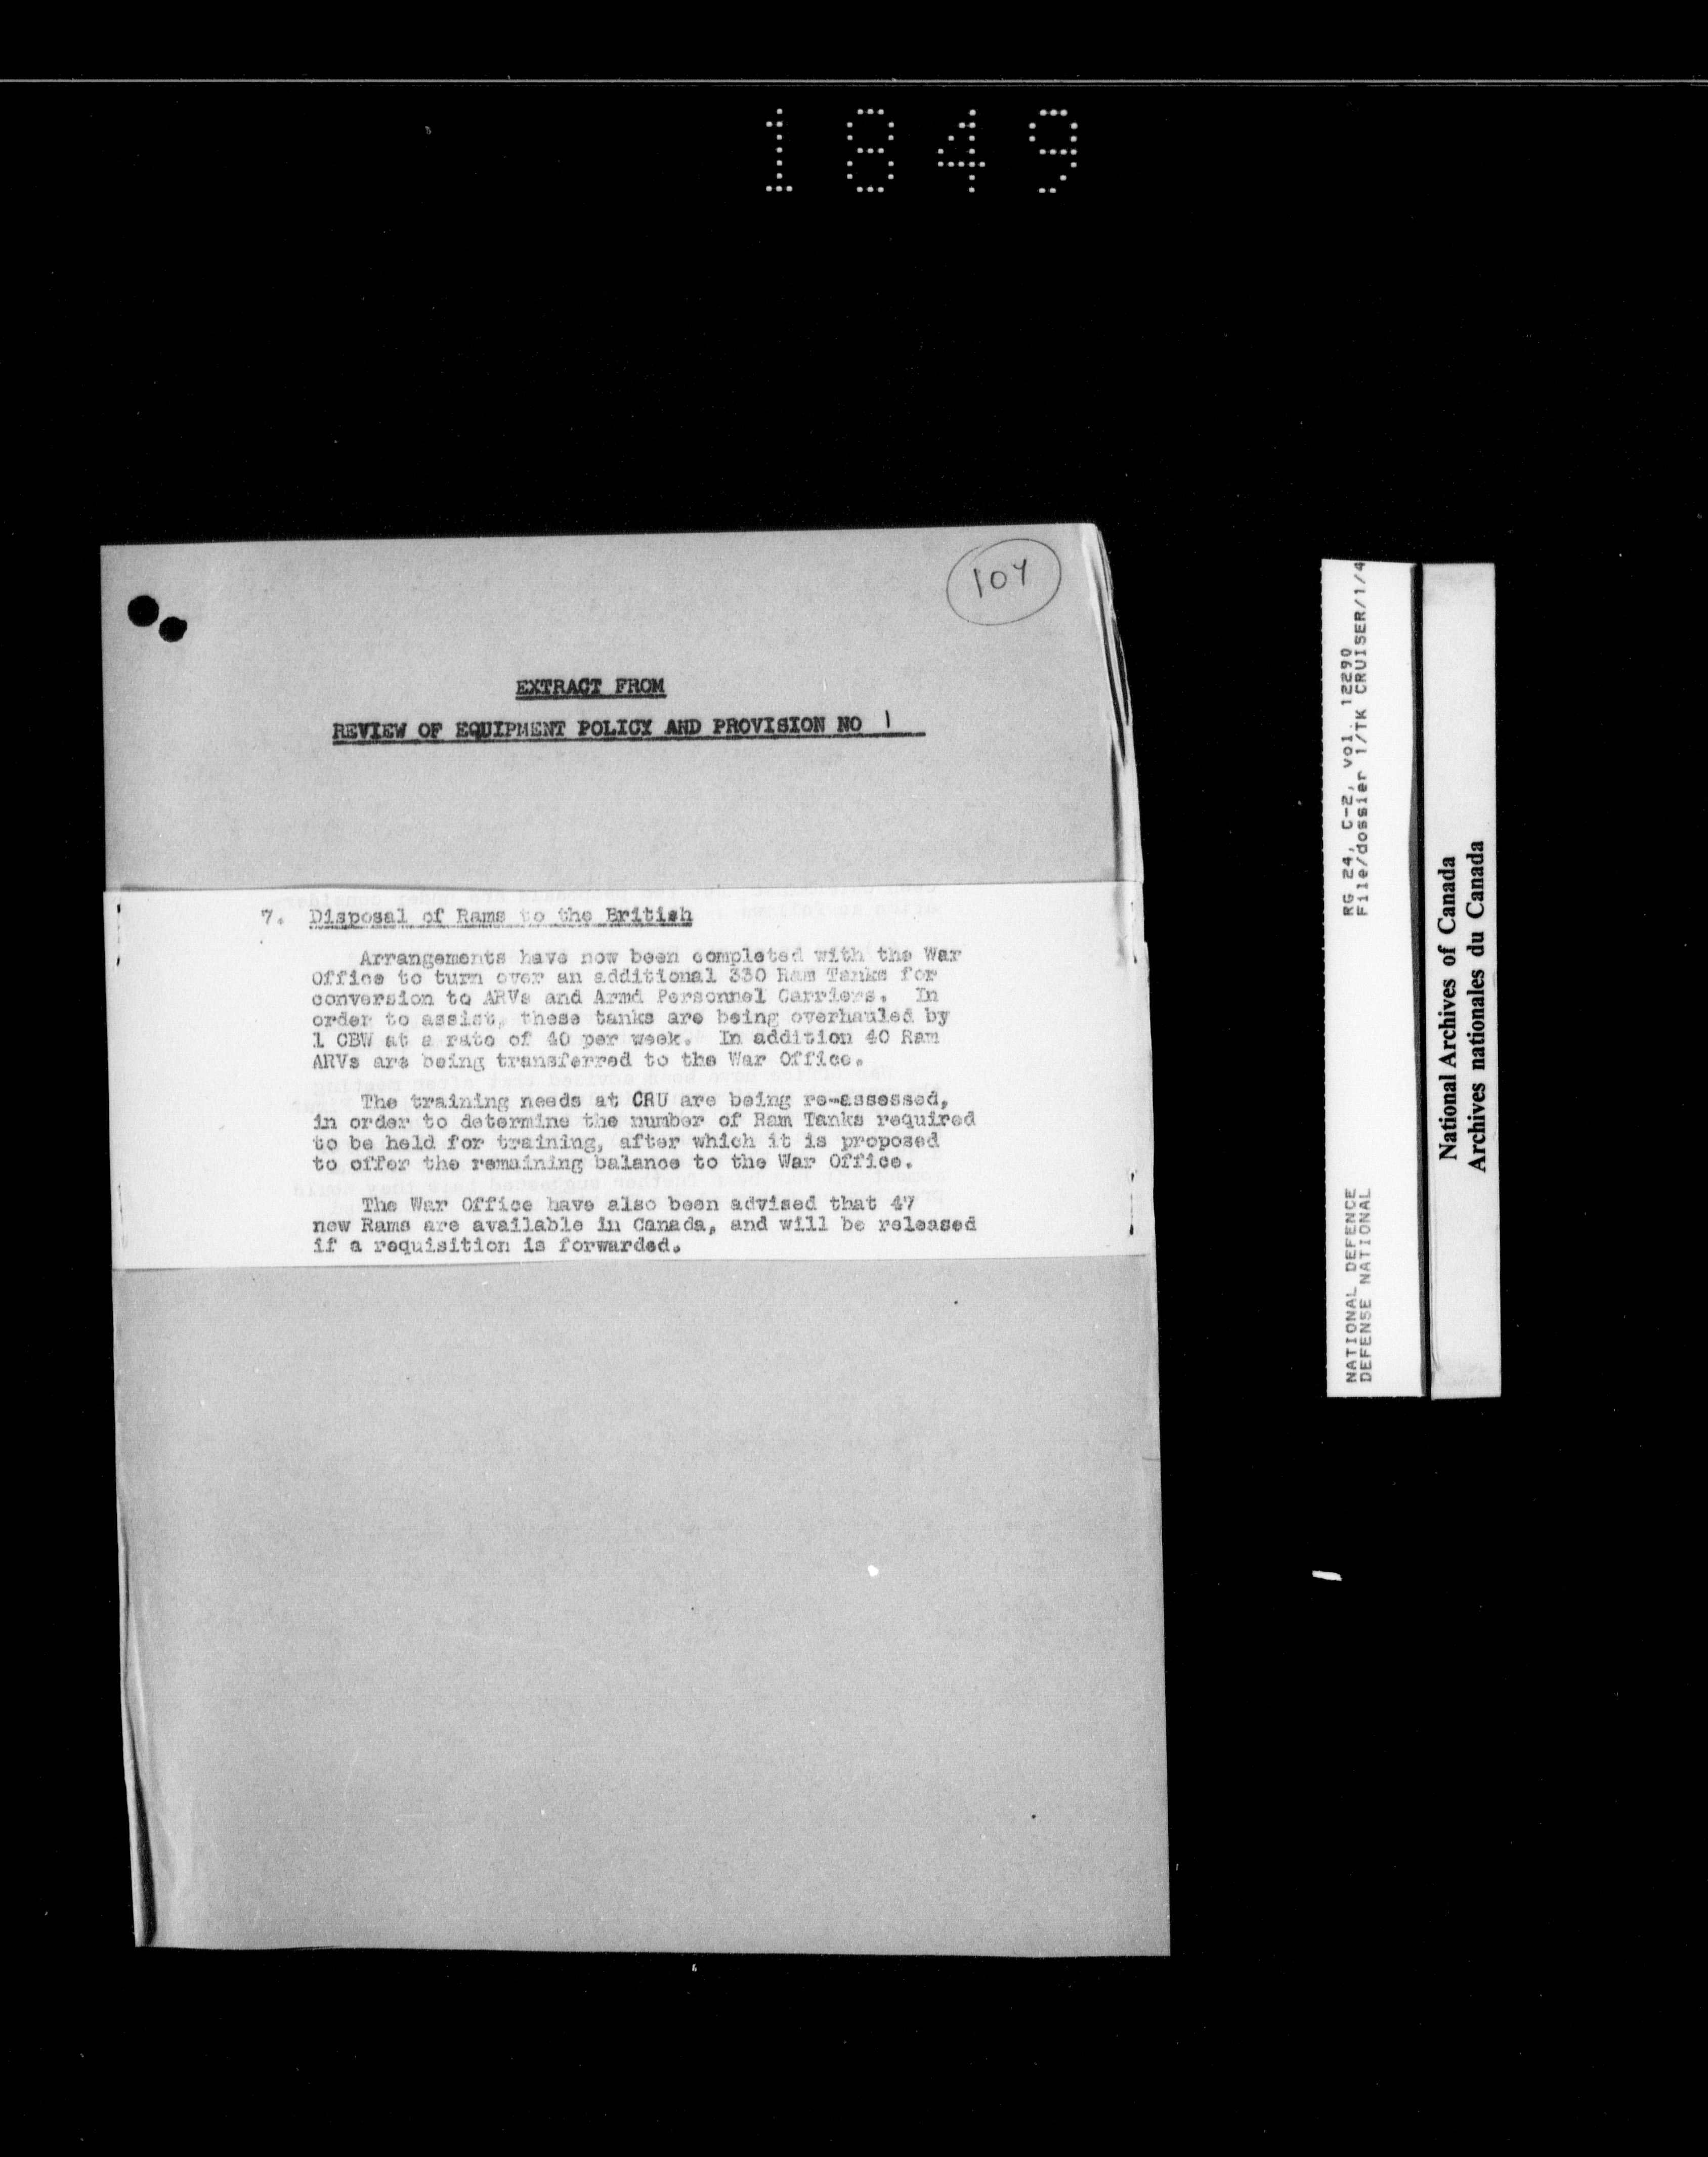 1849
107
EXTRACT FROM
REVIEW OF EQUIPMENT POLICY AND PROVISION NO 1
7. Disposal of Rams to the British
Arrangements have now been completed with the War
Office to turn over an additional 330 Ram Tanks for
conversion to ARVs and Armd Personnel Carriers. In
order to assist, these tanks are being overhauled by
1 CBW at a rate of 40 per week. In addition 40 Ram
ARVs are being transferred to the War Office.
The training needs at CRU are being re-assessed,
in order to determine the number of Ram Tanks required
to be held for training, after which it is proposed
to offer the remaining balance to the War Office.
The War Office have also been advised that 47
new Rams are available in Canada, and will be released
if a requisition is forwarded.
NATIONAL DEFENCE RG 24, C-2, vol. 12290
DEFENSE NATIONAL File/dossier 1/TK CRUISER/1/4
National Archives of Canada
Archives nationales du Canada